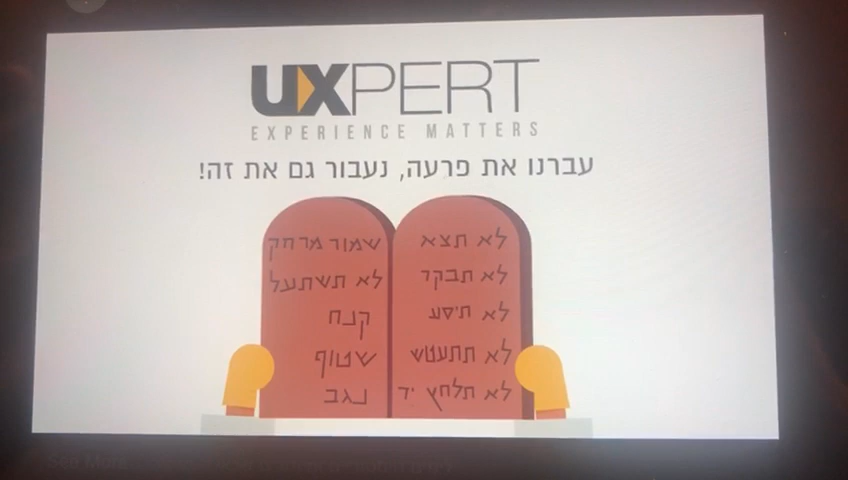 UXPERT
EXPERIENCE MATTERS
עברנו את פרעה, נעבור גם את זה!
לא תצא
לא תבקר
לא תיסע
לא תתעטש
לא תלחץ יד
שמור מרחק
לא תשתעל
קנח
שטוף
נגב